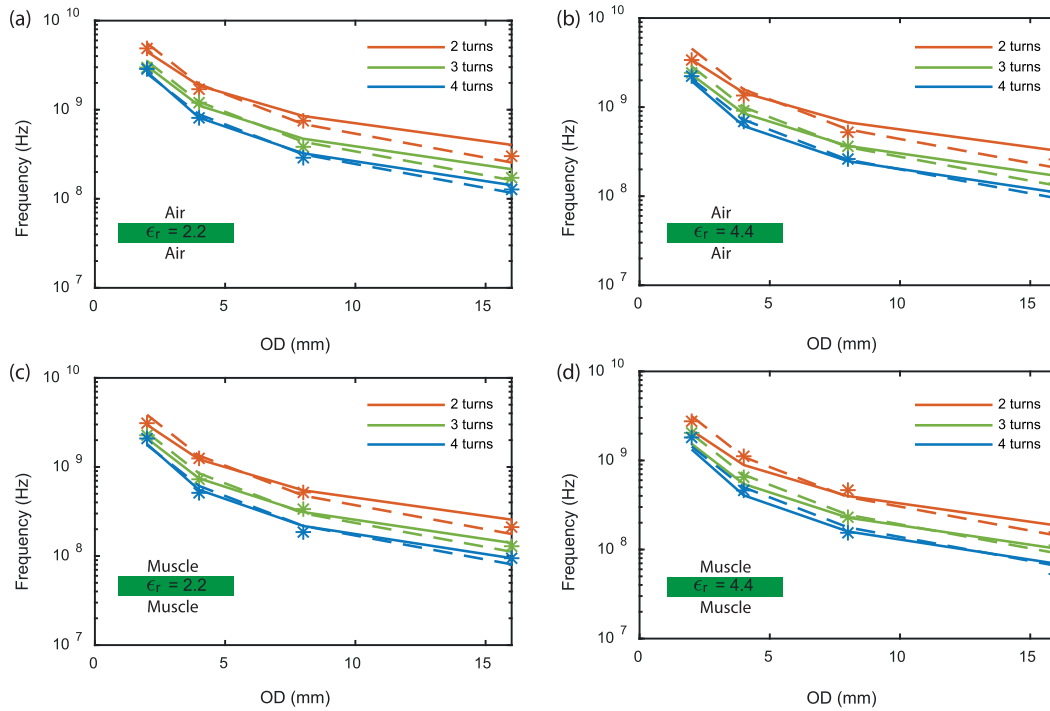 (a)
10 10
10 9
10 8
10 7
Frequency (Hz)
2 turns
3 turns
4 turns
Air
ϵr = 2.2
Air
0 5 10 15
OD (mm)
(b)
10 10
10 9
10 8
10 7
Frequency (Hz)
2 turns
3 turns
4 turns
Air
ϵr = 4.4
Air
0 5 10 15
OD (mm)
(c)
10 10
10 9
10 8
10 7
Frequency (Hz)
2 turns
3 turns
4 turns
Muscle
ϵr = 2.2
Muscle
0 5 10 15
OD (mm)
(d)
10 10
10 9
10 8
10 7
Frequency (Hz)
2 turns
3 turns
4 turns
Muscle
ϵr = 4.4
Muscle
0 5 10 15
OD (mm)